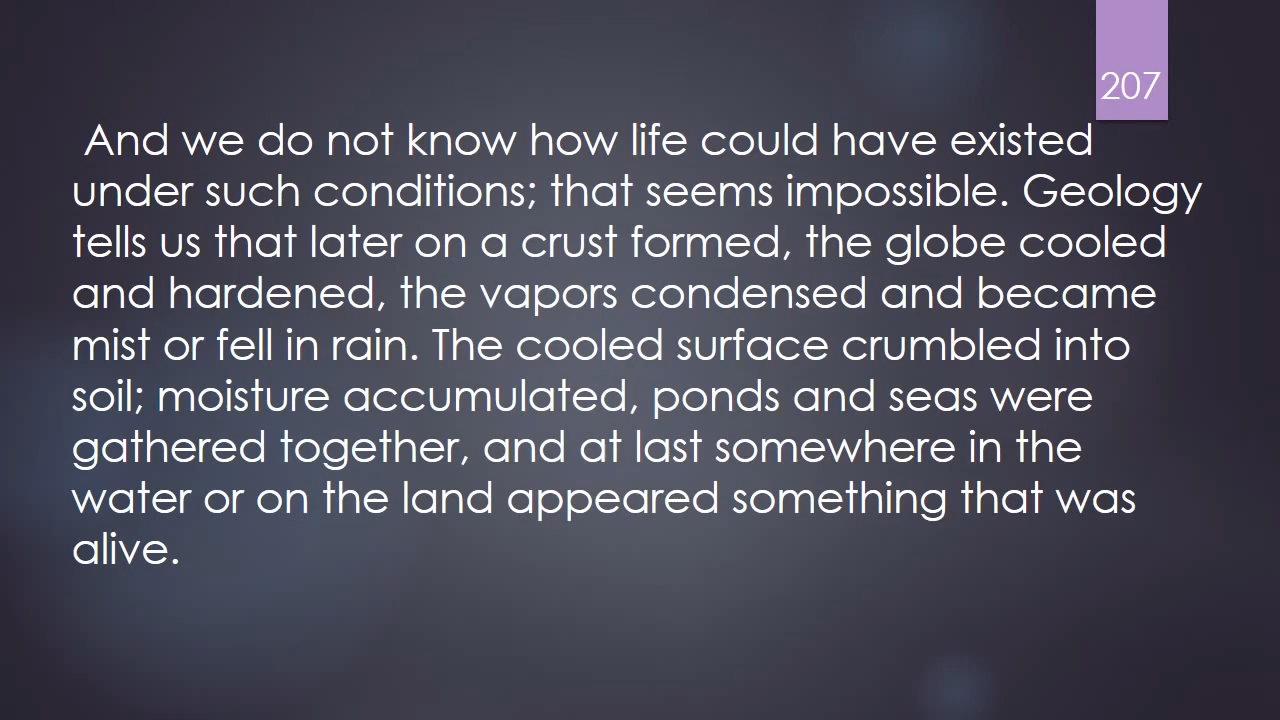 207
And we do not know how life could have existed
under such conditions; that seems impossible. Geology
tells us that later on a crust formed, the globe cooled
and hardened, the vapors condensed and became
mist or fell in rain. The cooled surface crumbled into
soil; moisture accumulated, ponds and seas were
gathered together, and at last somewhere in the
water or on the land appeared something that was
alive.